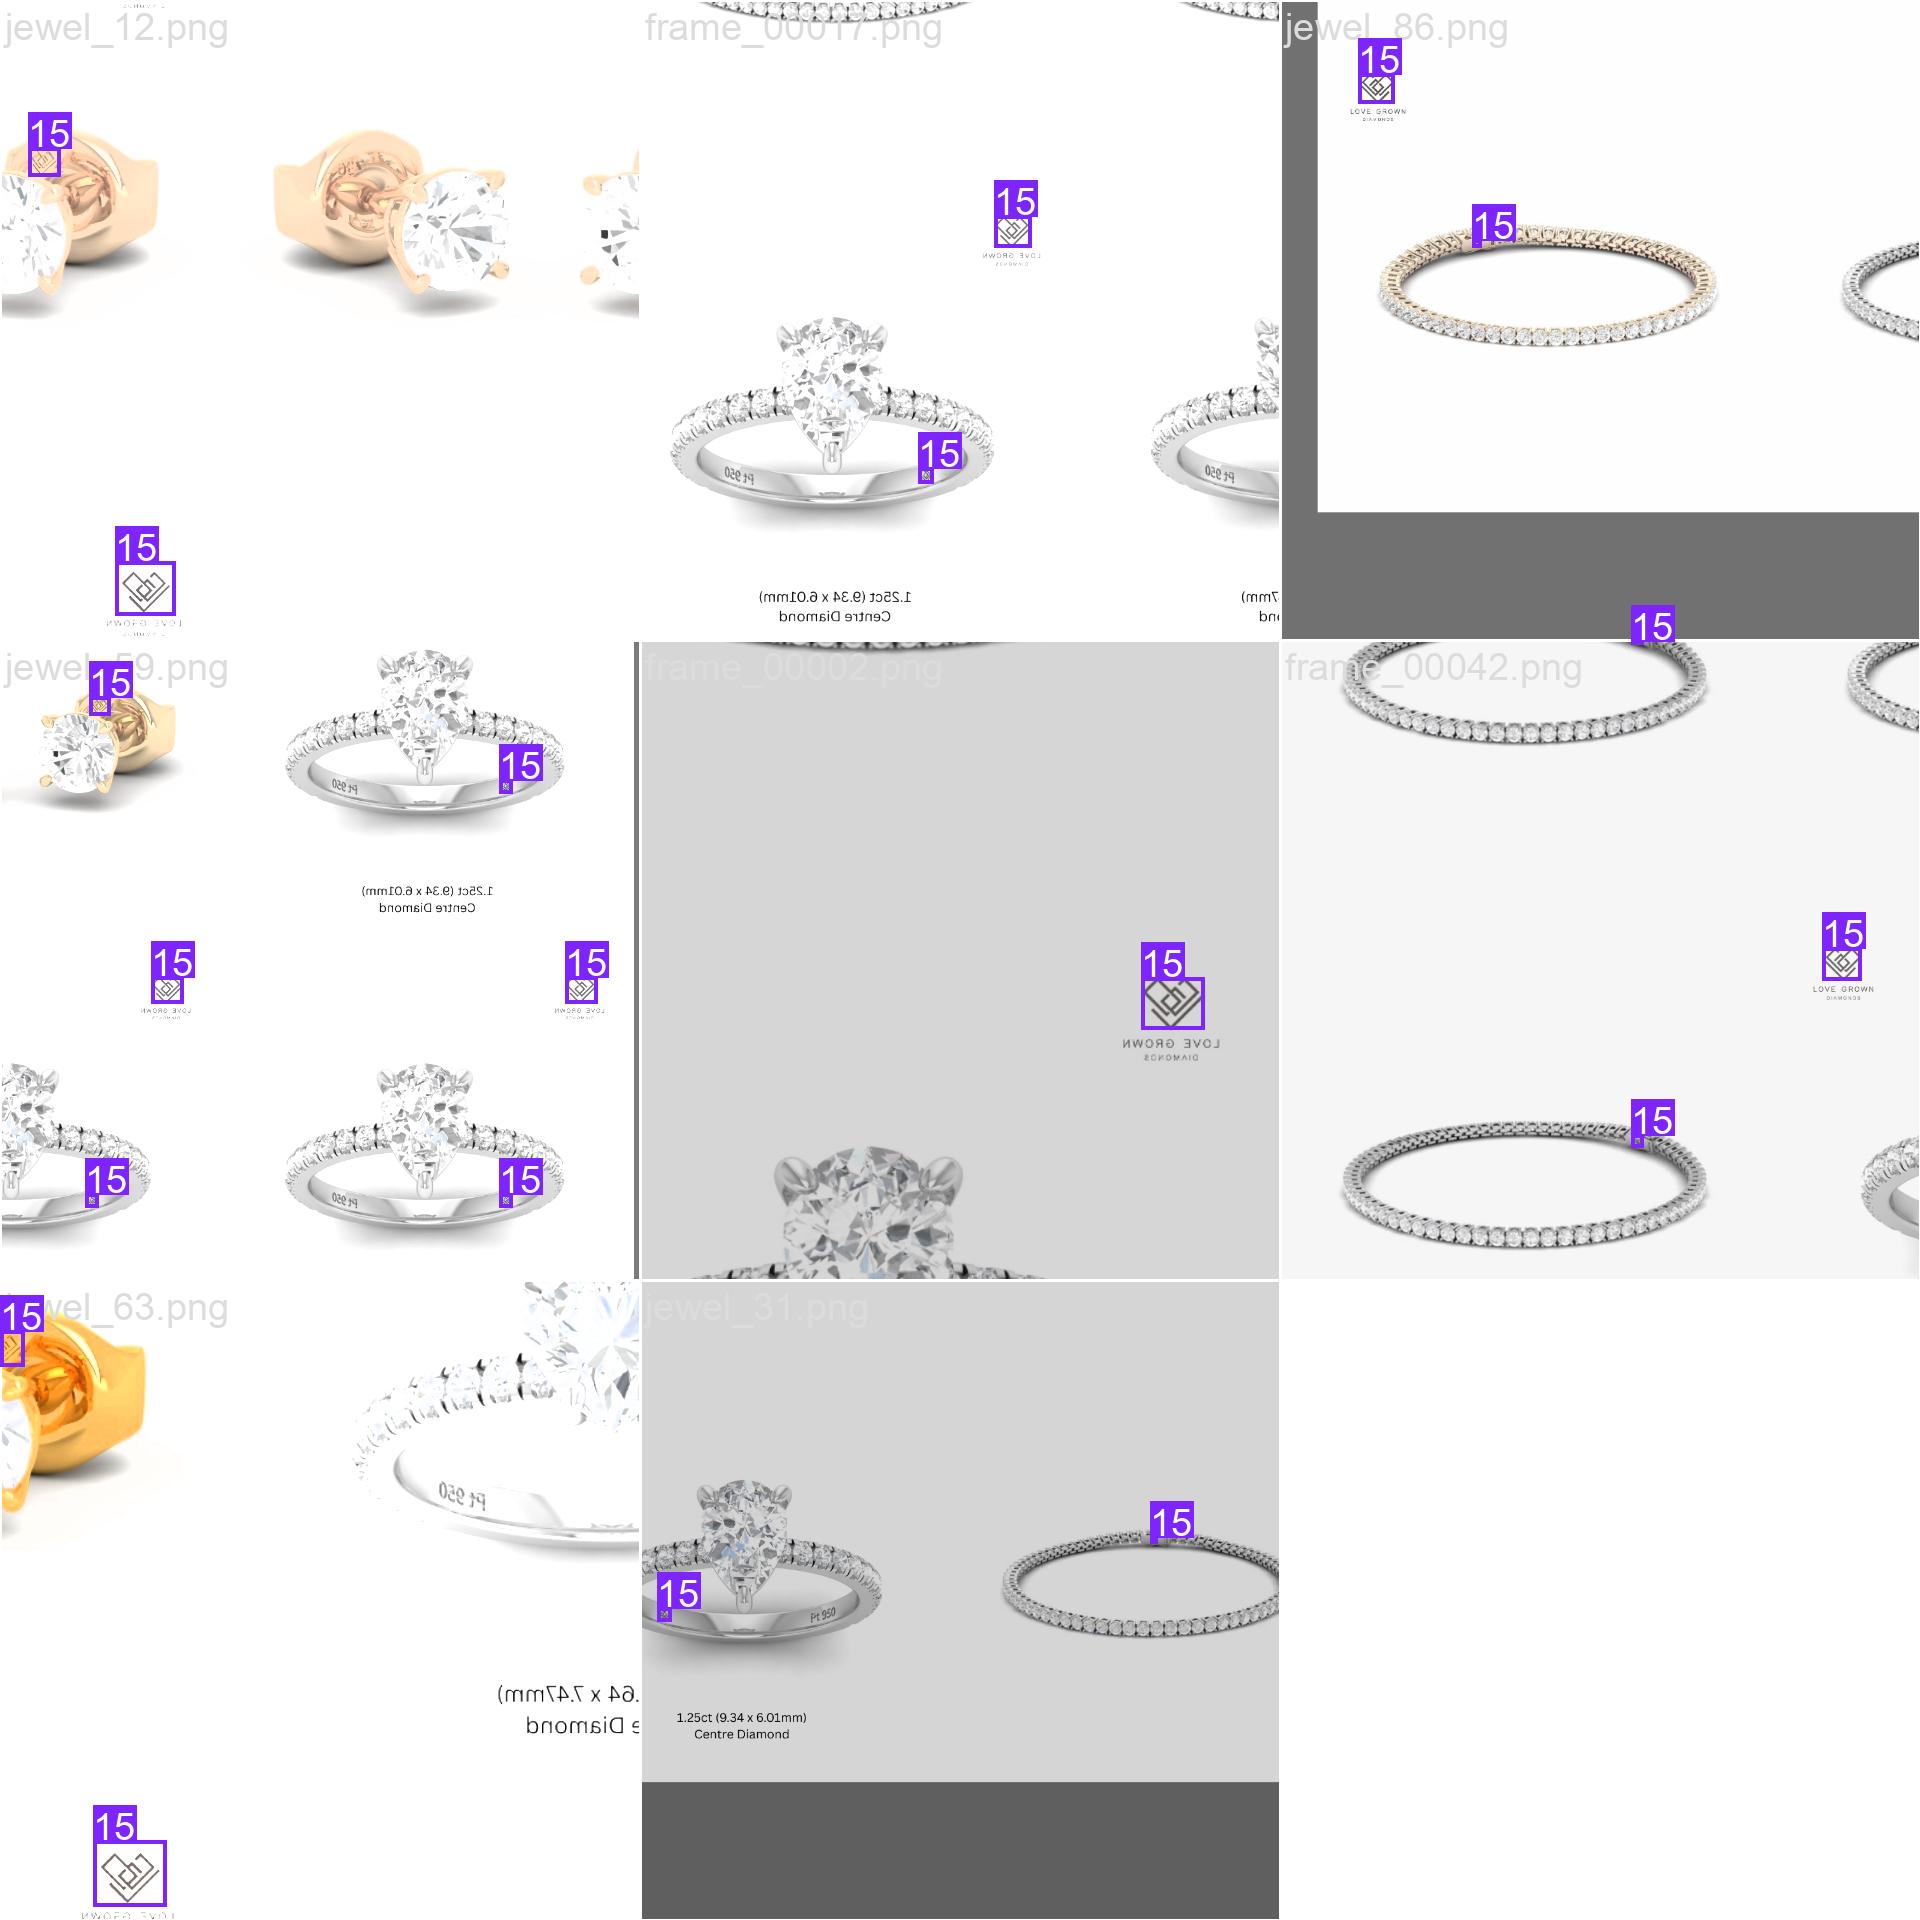 jewel_12.png
15
15
LOVE GROWN
frame_00017.png
15
LOVE GROWN
DIAMONDS
15
Pt 950
Pt 950
1.25ct (9.34 x 6.01mm)
Centre Diamond
jewel_86.png
15
LOVE GROWN
DIAMONDS
15
jewel_59.png
15
15
Pt 950
1.25ct (9.34 x 6.01mm)
Centre Diamond
15
LOVE GROWN
DIAMONDS
15
LOVE GROWN
DIAMONDS
15
15
Pt 950
frame_00002.png
15
LOVE GROWN
DIAMONDS
frame_00042.png
15
15
LOVE GROWN
DIAMONDS
15
jewel_63.png
15
Pt 950
.64 x 7.47mm)
e Diamond
15
LOVE GROWN
jewel_31.png
15
15
Pt 950
1.25ct (9.34 x 6.01mm)
Centre Diamond